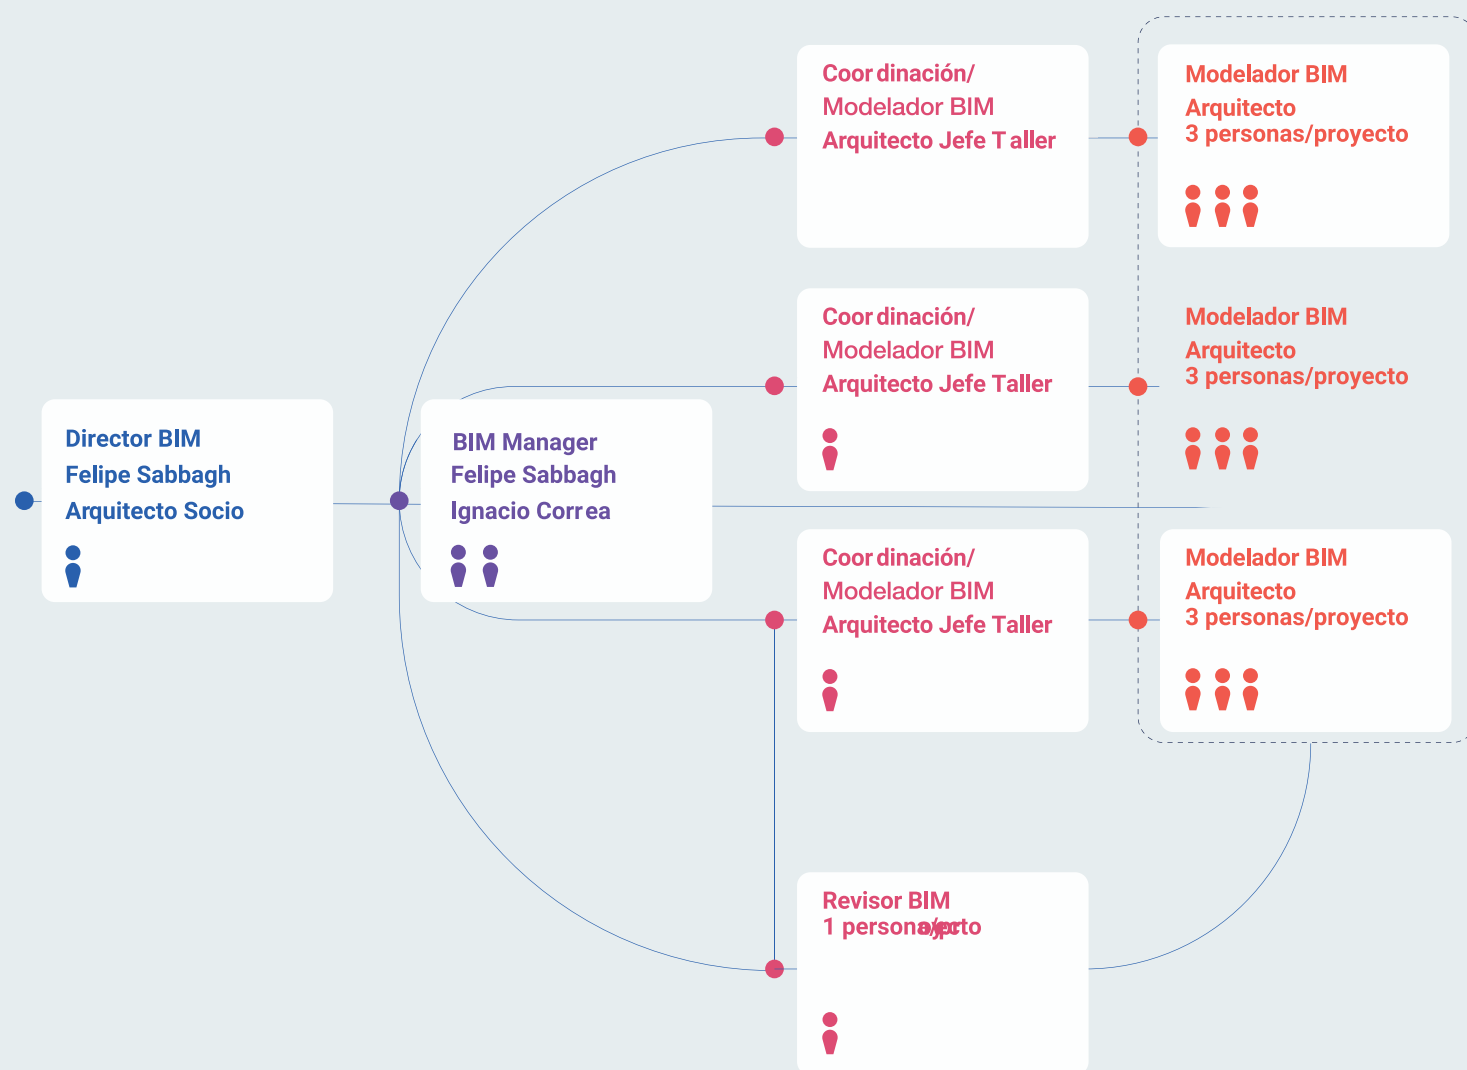 Director BIM
Felipe Sabbagh
Arquitecto Socio
BIM Manager
Felipe Sabbagh
Ignacio Correa
Coordinación/
Modelador BIM
Arquitecto Jefe Taller
Modelador BIM
Arquitecto
3 personas/proyecto
Coordinación/
Modelador BIM
Arquitecto Jefe Taller
Modelador BIM
Arquitecto
3 personas/proyecto
Coordinación/
Modelador BIM
Arquitecto Jefe Taller
Modelador BIM
Arquitecto
3 personas/proyecto
Revisor BIM
1